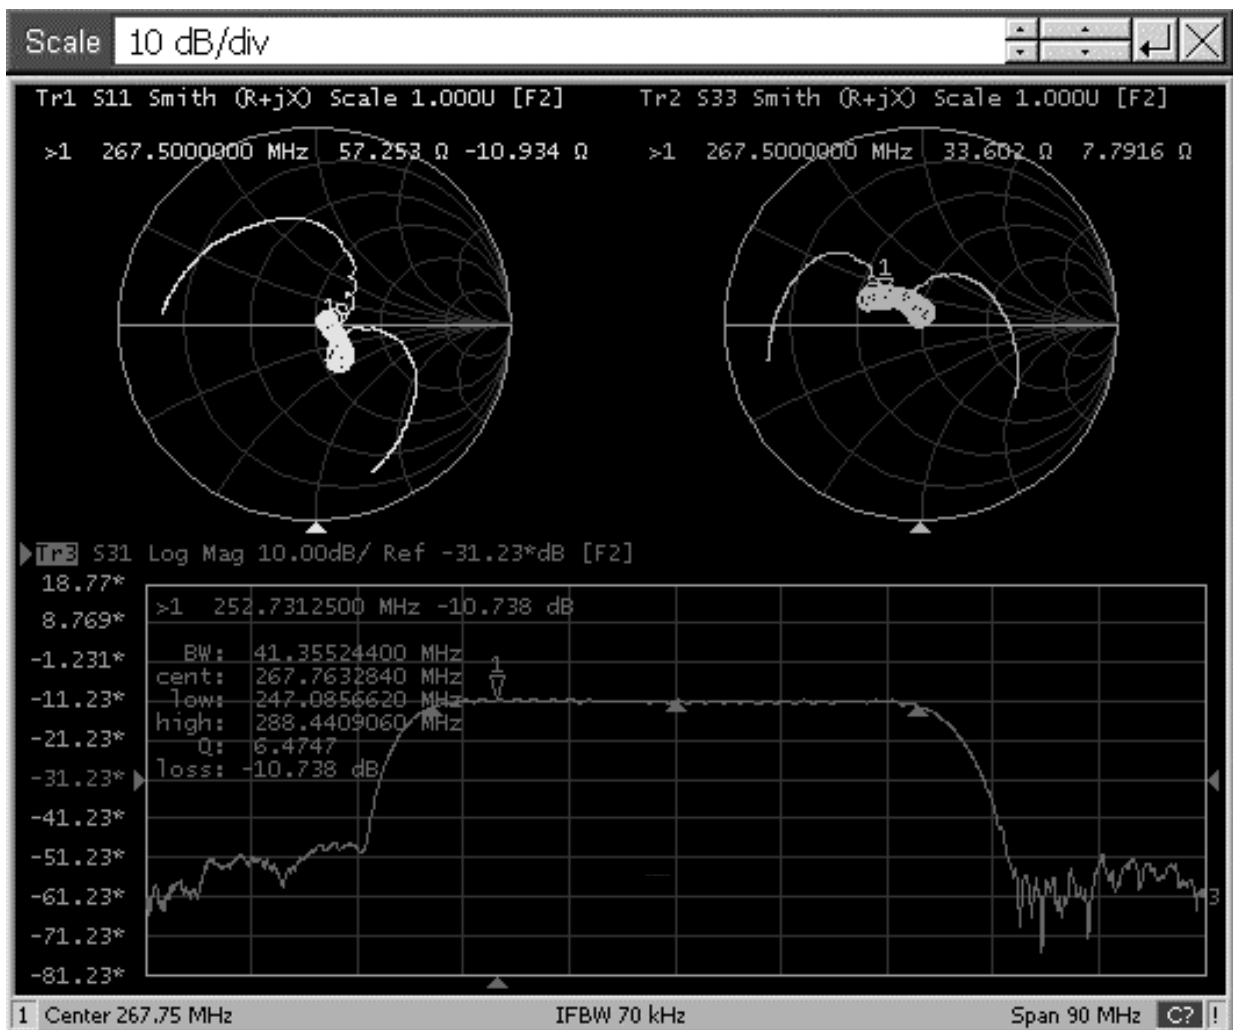 Scale 10 dB/div
Tr1 S11 Smith (R+jX) Scale 1.000U [F2]
>1 267.5000000 MHz 57.253 Ω -10.934 Ω
1
Tr2 S33 Smith (R+jX) Scale 1.000U [F2]
>1 267.5000000 MHz 33.602 Ω 7.7916 Ω
1
Tr3 S31 Log Mag 10.00dB/ Ref -31.23*dB [F2]
18.77*
8.769*
-1.231*
-11.23*
-21.23*
-31.23*
-41.23*
-51.23*
-61.23*
-71.23*
-81.23*
>1 252.7312500 MHz -10.738 dB
BW: 41.35524400 MHz
cent: 267.7632840 MHz
low: 247.0856620 MHz
high: 288.4409060 MHz
Q: 6.4747
loss: -10.738 dB
1
3
1 Center 267.75 MHz IFBW 70 kHz Span 90 MHz C? !